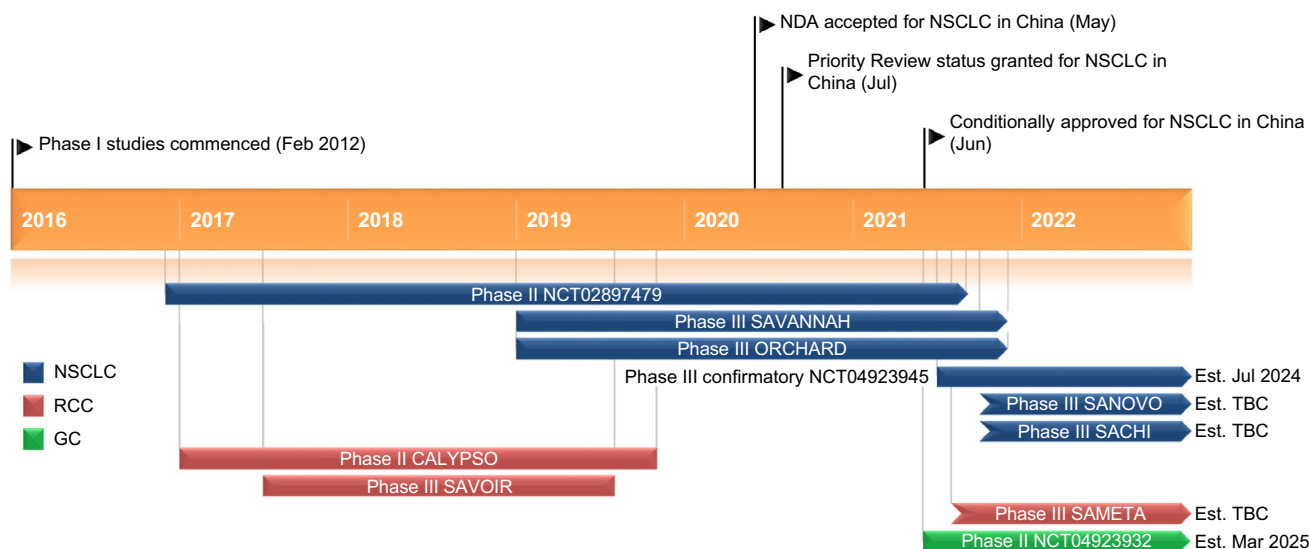 NDA accepted for NSCLC in China (May)
Priority Review status granted for NSCLC in
China (Jul)
Conditionally approved for NSCLC in China
(Jun)
Phase I studies commenced (Feb 2012)
2016 2017 2018 2019 2020 2021 2022
Phase II NCT02897479
Phase III SAVANNAH
Phase III ORCHARD
NSCLC
RCC
GC
Phase III confirmatory NCT04923945 Est. Jul 2024
Phase III SANOVO Est. TBC
Phase III SACHI Est. TBC
Phase II CALYPSO
Phase III SAVOIR
Phase III SAMETA Est. TBC
Phase II NCT04923932 Est. Mar 2025